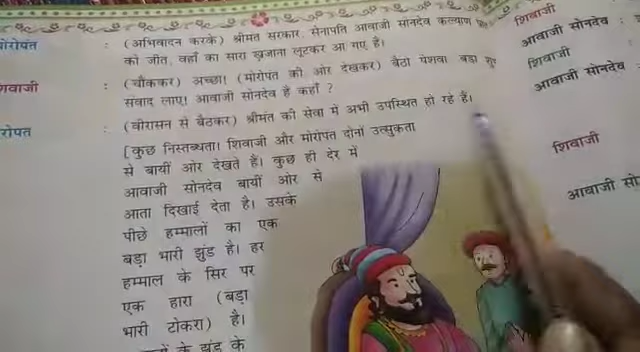 मोरोपंत : (अभिवादन करके) श्रीमंत सरकार, सेनापति आवाजी सोनदेव कल्याण
को जीत, वहाँ का सारा खजाना लूटकर आ गए हैं।
शिवाजी : (चौंककर) अच्छा! (मोरोपंत की ओर देखकर) बैठो पेशवा बड़ा
संवाद लाए! आवाजी सोनदेव हैं कहाँ ?
मोरोपंत : (वीरासन से बैठकर) श्रीमंत की सेवा में अभी उपस्थित हो रहे हैं।
[कुछ निस्तब्धता। शिवाजी और मोरोपंत दोनों उत्सुकता
से बायीं ओर देखते हैं। कुछ ही देर में
आवाजी सोनदेव बायीं ओर से
आता दिखाई देता है। उसके
पीछे हम्मालों का एक
बड़ा भारी झुंड है। हर
हम्माल के सिर पर
एक हारा (बड़ा
भारी टोकरा) है।
के झुंड के
शिवाजी
आवाजी सोनदेव :
शिवाजी
आवाजी सोनदेव :
शिवाजी
आवाजी